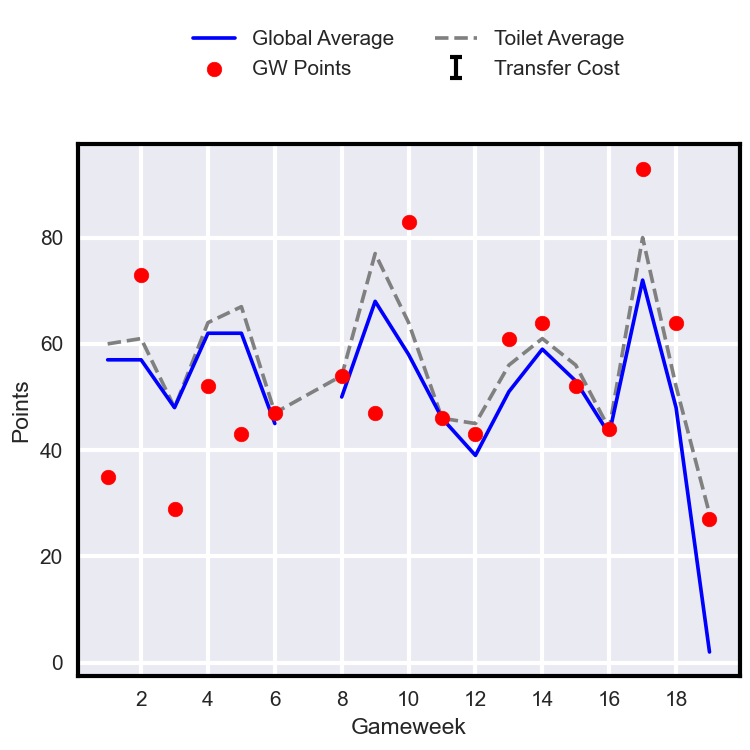 Global Average
Toilet Average
GW Points
Transfer Cost
80
60
40
20
0
Points
2 4 6 8 10 12 14 16 18
Gameweek